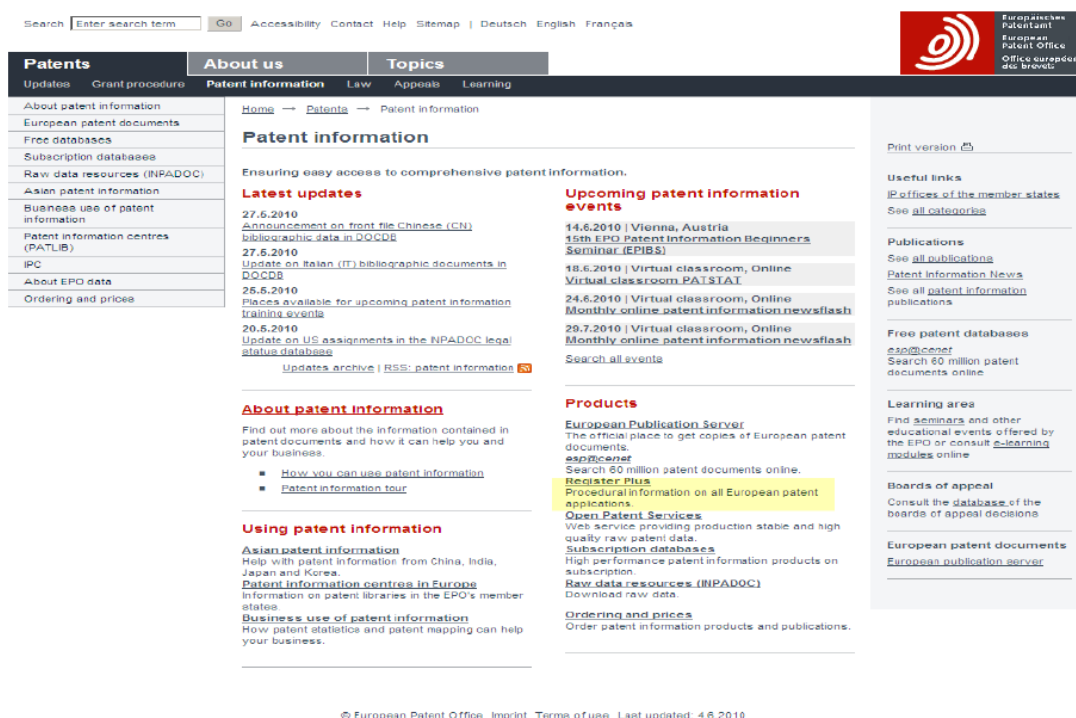 Search Enter search term Go Accessibility Contact Help Sitemap | Deutsch English Français
Europäisches
Patentamt
European
Patent Office
Office européen
des brevets
Patents About us Topics
Updates Grant procedure Patent information Law Appeals Learning
About patent information
European patent documents
Free databases
Subscription databases
Raw data resources (INPADOC)
Asian patent information
Business use of patent
information
Patent information centres
(PATLIB)
IPC
About EPO data
Ordering and prices
Home → Patents → Patent information
Patent information
Ensuring easy access to comprehensive patent information.
Latest updates
27.5.2010
Announcement on front file Chinese (CN)
bibliographic data in DOCDB
27.5.2010
Update on Italian (IT) bibliographic documents in
DOCDB
25.5.2010
Places available for upcoming patent information
training events
20.5.2010
Update on US assignments in the INPADOC legal
status database
Updates archive | RSS: patent information
About patent information
Find out more about the information contained in
patent documents and how it can help you and
your business.
How you can use patent information
Patent information tour
Using patent information
Asian patent information
Help with patent information from China, India,
Japan and Korea.
Patent information centres in Europe
Information on patent libraries in the EPO's member
states.
Business use of patent information
How patent statistics and patent mapping can help
your business.
Upcoming patent information
events
14.6.2010 | Vienna, Austria
15th EPO Patent Information Beginners
Seminar (EPIBS)
18.6.2010 | Virtual classroom, Online
Virtual classroom PATSTAT
24.6.2010 | Virtual classroom, Online
Monthly online patent information newsflash
29.7.2010 | Virtual classroom, Online
Monthly online patent information newsflash
Search all events
Products
European Publication Server
The official place to get copies of European patent
documents.
esp@cenet
Search 60 million patent documents online.
Register Plus
Procedural information on all European patent
applications.
Open Patent Services
Web service providing production stable and high
quality raw patent data.
Subscription databases
High performance patent information products on
subscription.
Raw data resources (INPADOC)
Download raw data.
Ordering and prices
Order patent information products and publications.
Print version
Useful links
IP offices of the member states
See all categories
Publications
See all publications
Patent Information News
See all patent information
publications
Free patent databases
esp@cenet
Search 60 million patent
documents online
Learning area
Find seminars and other
educational events offered by
the EPO or consult e-learning
modules online
Boards of appeal
Consult the database of the
boards of appeal decisions
European patent documents
European publication server
© European Patent Office. Imprint. Terms of use. Last updated: 4.6.2010